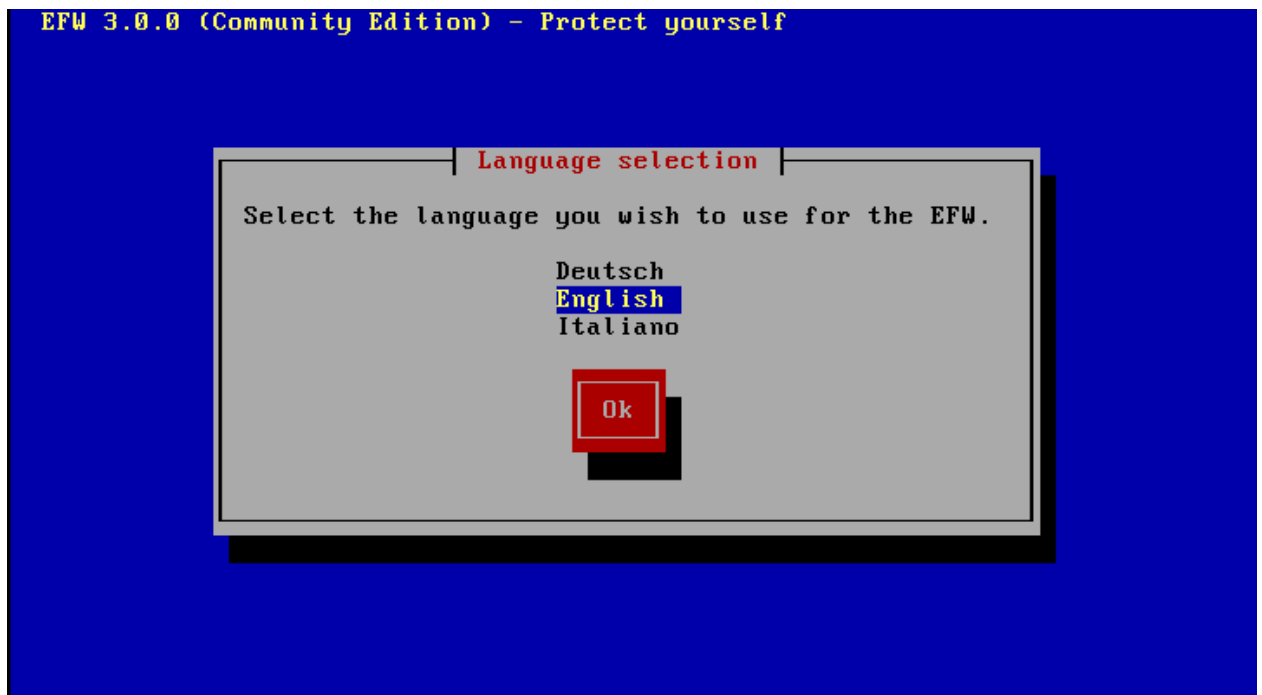 EFW 3.0.0 (Community Edition) - Protect yourself
Language selection
Select the language you wish to use for the EFW.
Deutsch
English
Italiano
Ok